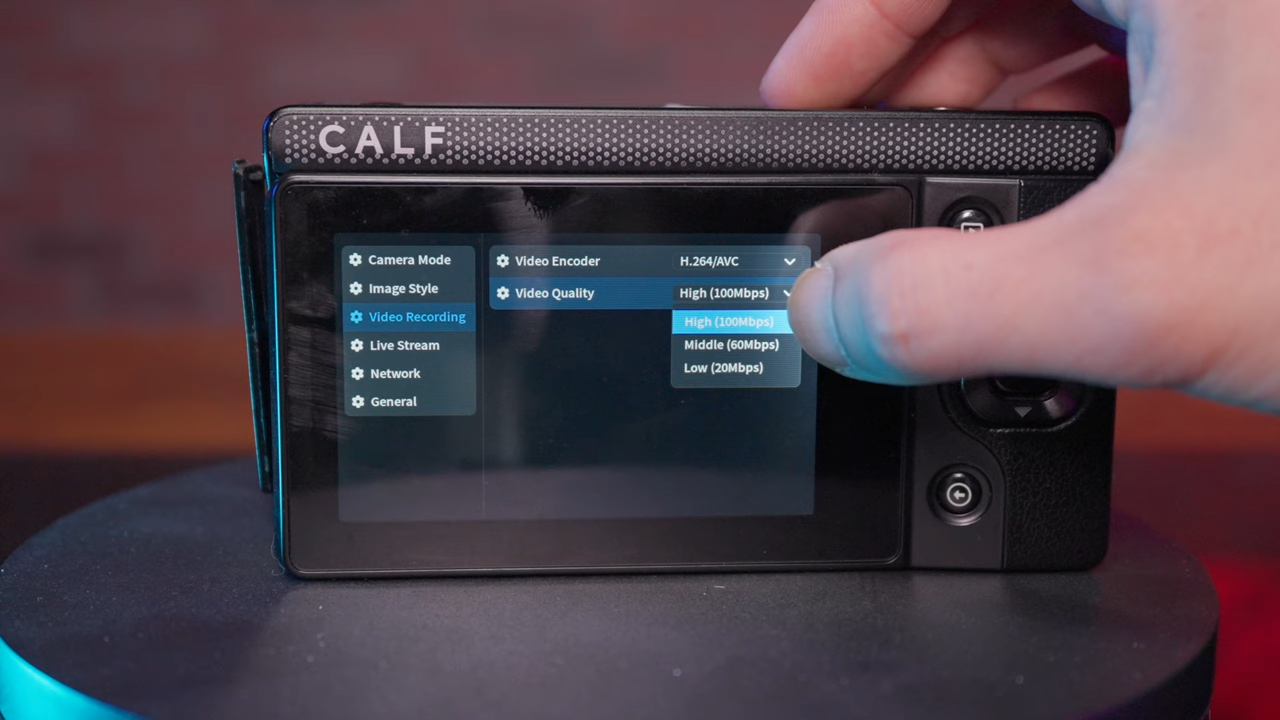 CALF
Camera Mode
Image Style
Video Recording
Live Stream
Network
General
Video Encoder H.264/AVC
Video Quality High (100Mbps)
High (100Mbps)
Middle (60Mbps)
Low (20Mbps)